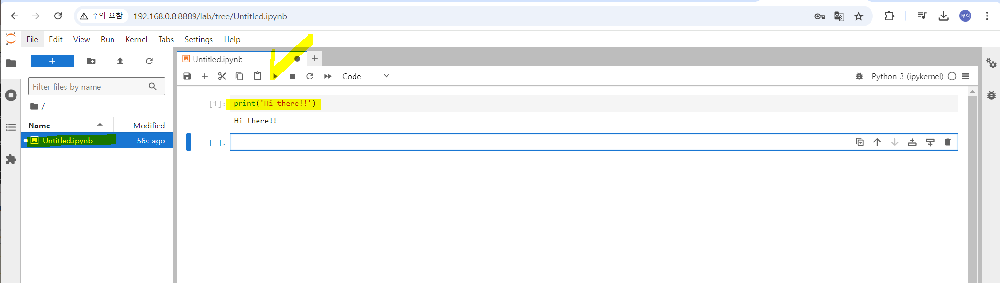 주의 요함 192.168.0.8:8889/lab/tree/Untitled.ipynb 무혁
File Edit View Run Kernel Tabs Settings Help
Untitled.ipynb
Code Python 3 (ipykernel)
Filter files by name
/
Name Modified
Untitled.ipynb 56s ago
[1]: print('Hi there!!')
Hi there!!
[ ]: